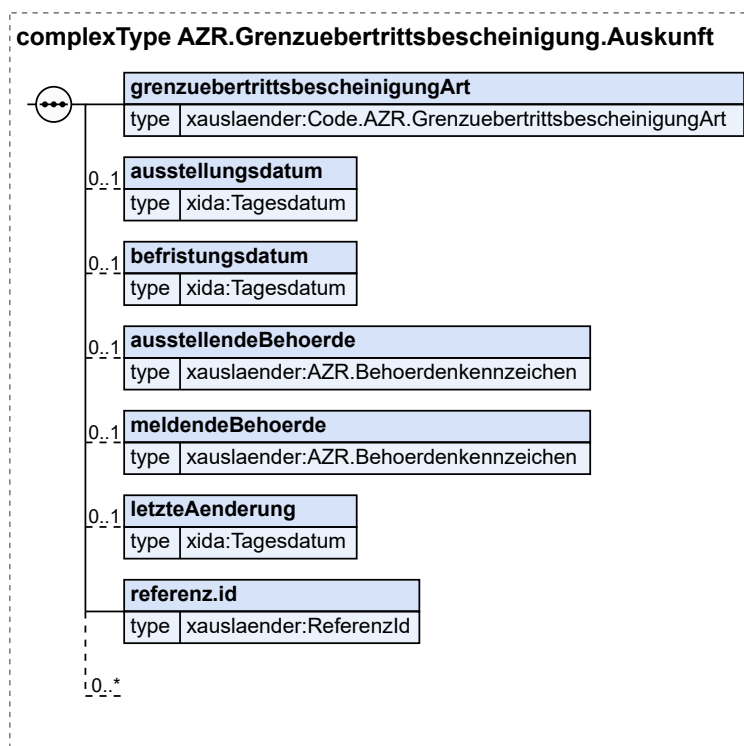 complexType AZR.Grenzuebertrittsbescheinigung.Auskunft
grenzuebertrittsbescheinigungArt
type xauslaender:Code.AZR.GrenzuebertrittsbescheinigungArt
0..1 ausstellungsdatum
type xida:Tagesdatum
0..1 befristungsdatum
type xida:Tagesdatum
0..1 ausstellendeBehoerde
type xauslaender:AZR.Behoerdenkennzeichen
0..1 meldendeBehoerde
type xauslaender:AZR.Behoerdenkennzeichen
0..1 letzteAenderung
type xida:Tagesdatum
referenz.id
type xauslaender:ReferenzId
0..*